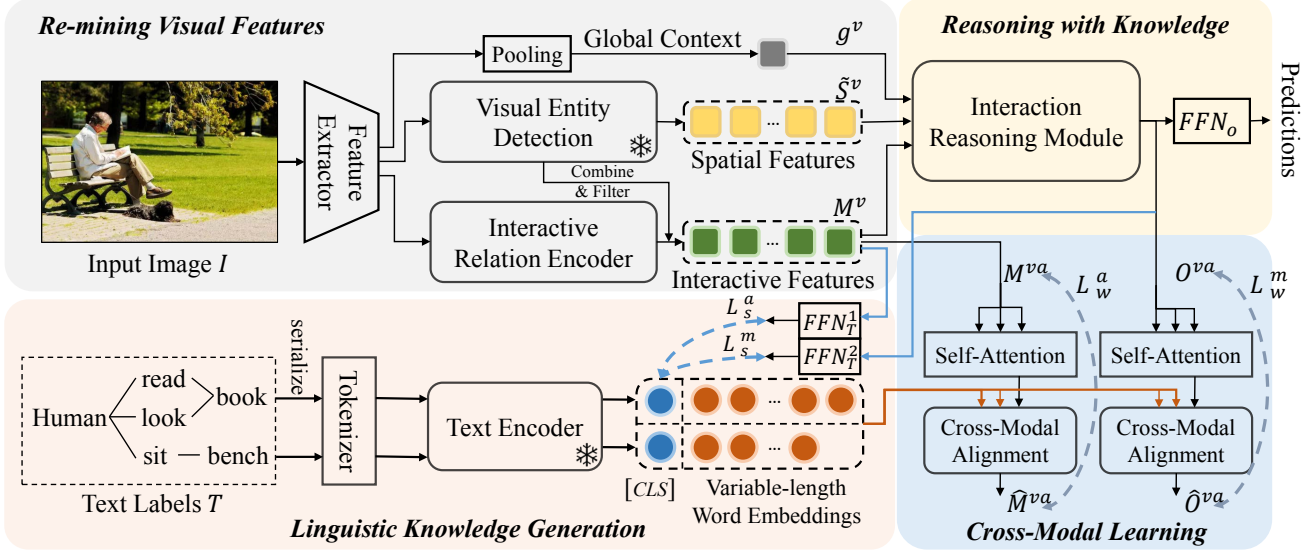 Re-mining Visual Features
Pooling
Global Context
g^v
Feature
Extractor
Visual Entity
Detection
S̃^v
Spatial Features
Combine
& Filter
Interactive
Relation Encoder
M^v
Interactive Features
Input Image I
Reasoning with Knowledge
Interaction
Reasoning Module
FFN_o
Predictions
Text Labels T
Human
read
look
book
sit
bench
serialize
Tokenizer
Text Encoder
L_s^a
L_s^m
FFN_T^1
FFN_T^2
[CLS]
Variable-length
Word Embeddings
...
Linguistic Knowledge Generation
M^{va}
L_w^a
O^{va}
L_w^m
Self-Attention
Self-Attention
Cross-Modal
Alignment
Cross-Modal
Alignment
M̂^{va}
Ô^{va}
Cross-Modal Learning